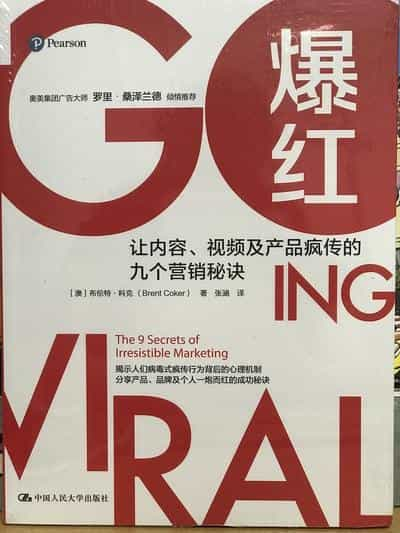 Pearson
奥美集团广告大师 罗里·桑泽兰德 倾情推荐
GO
爆红
让内容、视频及产品疯传的
九个营销秘诀
[澳] 布伦特·科克(Brent Coker) 著 张涵 译
ING
The 9 Secrets of
Irresistible Marketing
揭示人们病毒式疯传行为背后的心理机制
分享产品、品牌及个人一炮而红的成功秘诀
VIRAL
中国人民大学出版社